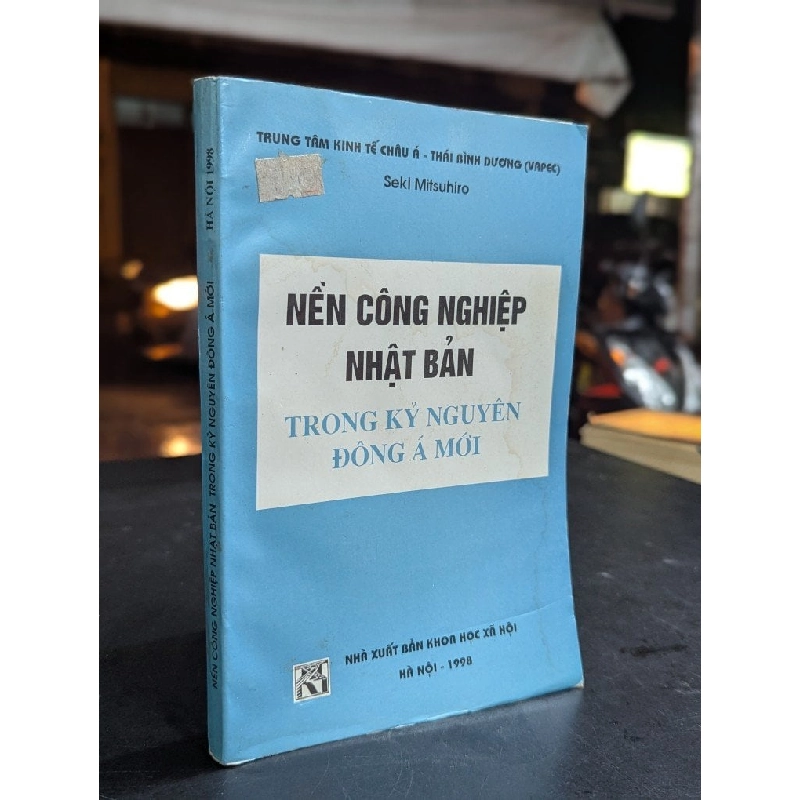 TRUNG TÂM KINH TẾ CHÂU Á - THÁI BÌNH DƯƠNG (VAPEC)
Seki Mitsuhiro
NỀN CÔNG NGHIỆP
NHẬT BẢN
TRONG KỶ NGUYÊN
ĐÔNG Á MỚI
NHÀ XUẤT BẢN KHOA HỌC XÃ HỘI
HÀ NỘI - 1998
NỀN CÔNG NGHIỆP NHẬT BẢN TRONG KỶ NGUYÊN ĐÔNG Á MỚI HÀ NỘI 1998